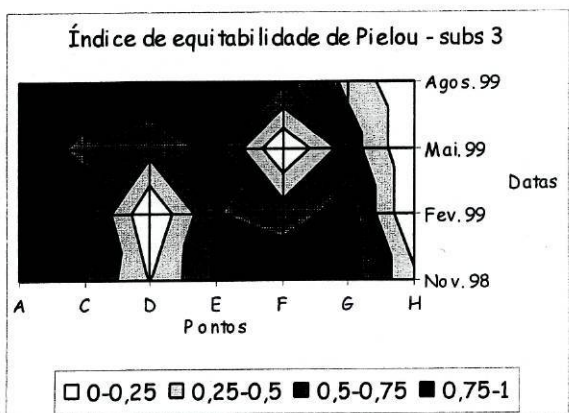 Índice de equitabilidade de Pielou - subs 3
Agos.99
Mai.99
Datas
Fev.99
Nov.98
A C D E F G H
Pontos
0-0,25 0,25-0,5 0,5-0,75 0,75-1